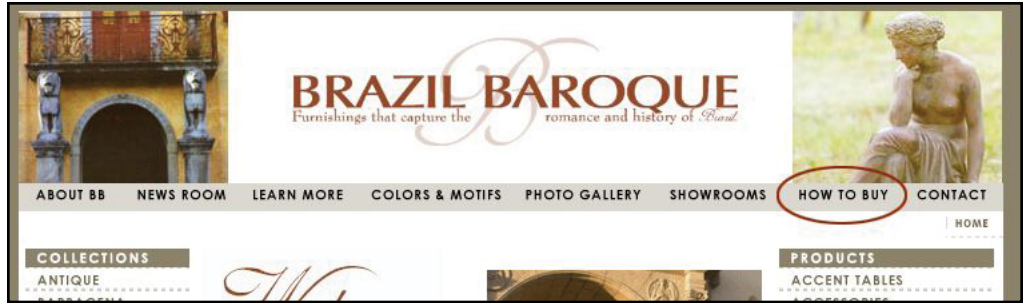 BRAZIL BAROQUE
Furnishings that capture the romance and history of Brazil.
ABOUT BB NEWS ROOM LEARN MORE COLORS & MOTIFS PHOTO GALLERY SHOWROOMS HOW TO BUY CONTACT
HOME
COLLECTIONS
ANTIQUE
PRODUCTS
ACCENT TABLES
ACCESSORIES